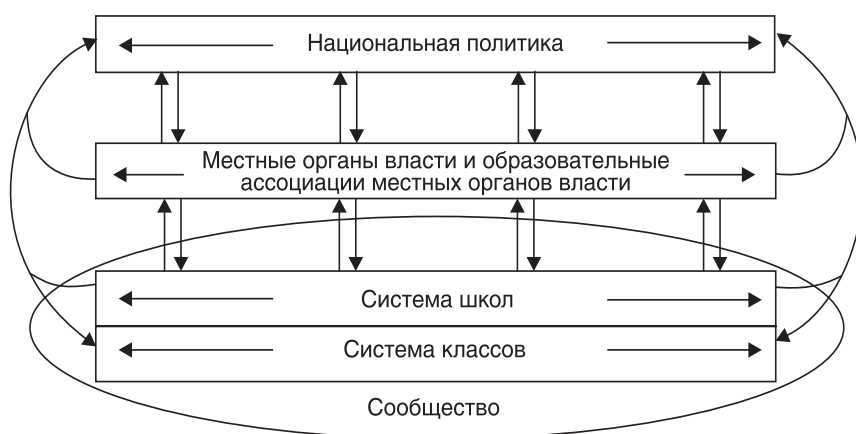 Национальная политика
Местные органы власти и образовательные
ассоциации местных органов власти
Система школ
Система классов
Сообщество